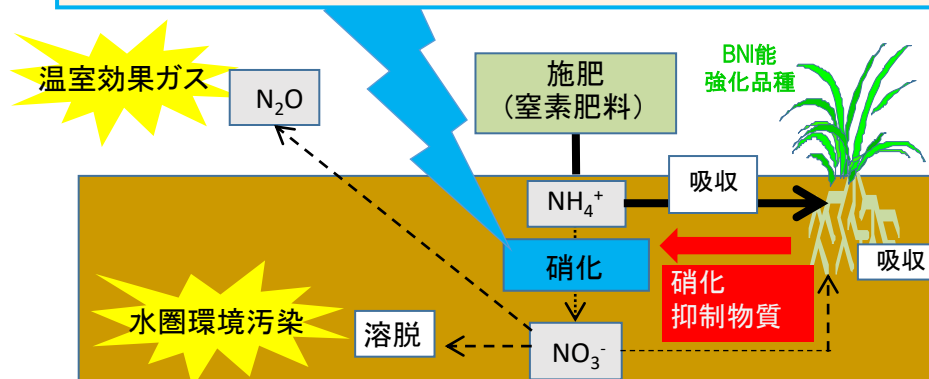 温室効果ガス
N₂O
施肥
（窒素肥料）
BNI能
強化品種
NH₄⁺
吸収
硝化
硝化
抑制物質
吸収
水圏環境汚染
溶脱
NO₃⁻